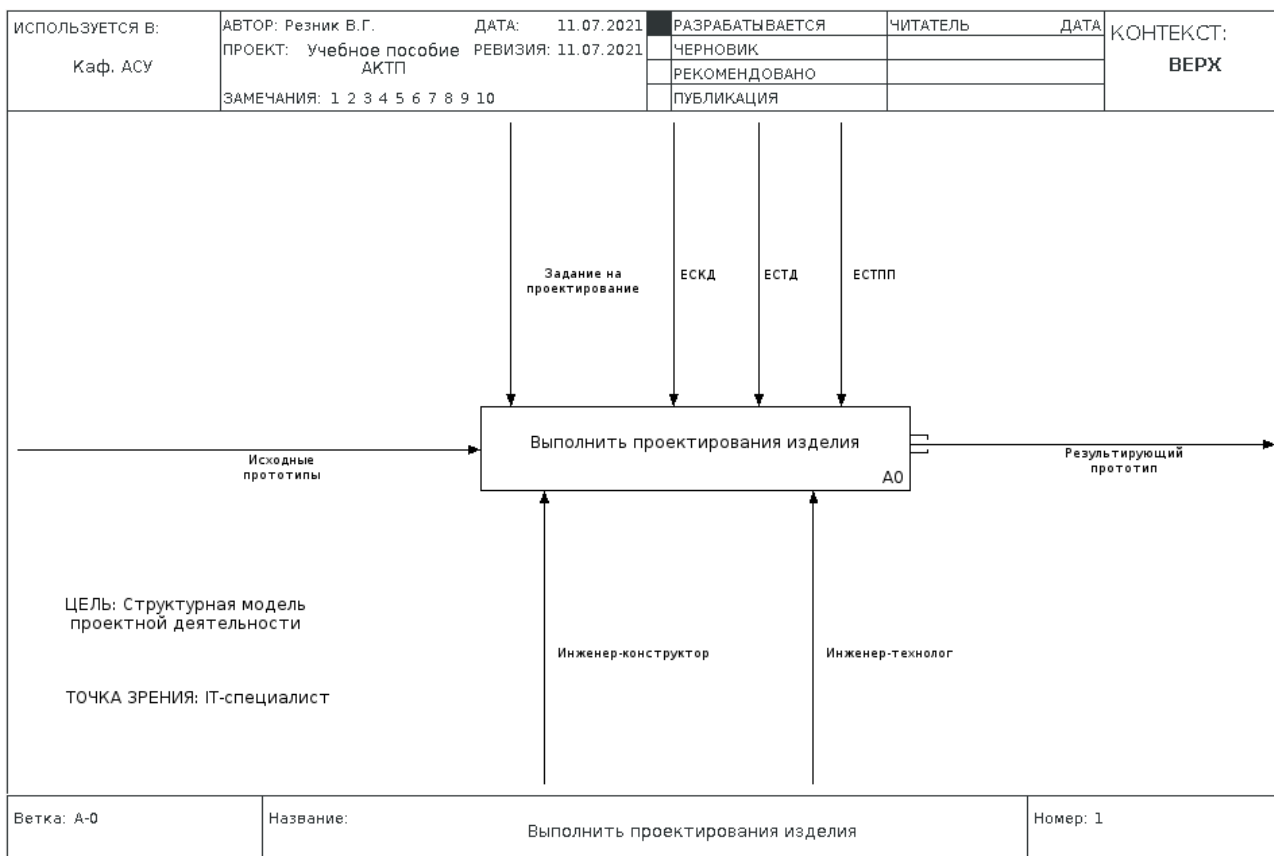 ИСПОЛЬЗУЕТСЯ В:
Каф. АСУ
АВТОР: Резник В.Г.
ДАТА: 11.07.2021
ПРОЕКТ: Учебное пособие
АКТП
РЕВИЗИЯ: 11.07.2021
ЗАМЕЧАНИЯ: 1 2 3 4 5 6 7 8 9 10
РАЗРАБАТЫВАЕТСЯ
ЧЕРНОВИК
РЕКОМЕНДОВАНО
ПУБЛИКАЦИЯ
ЧИТАТЕЛЬ
ДАТА
КОНТЕКСТ:
ВЕРХ
Задание на
проектирование
ЕСКД
ЕСТД
ЕСТПП
Выполнить проектирования изделия
A0
Исходные
прототипы
Результирующий
прототип
ЦЕЛЬ: Структурная модель
проектной деятельности
Инженер-конструктор
Инженер-технолог
ТОЧКА ЗРЕНИЯ: IT-специалист
Ветка: A-0
Название:
Выполнить проектирования изделия
Номер: 1